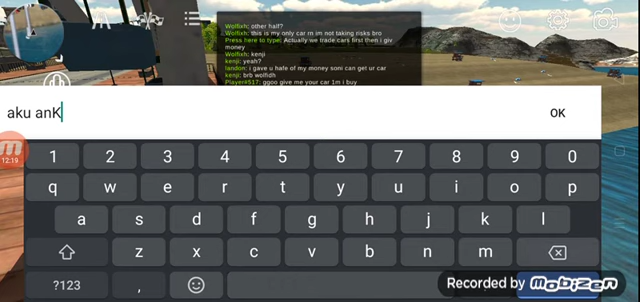 Wolfixh: other half?
Wolfixh: this is my only car rn im not taking risks bro
Press here to type: Actually we trade cars first then i giv
money
Wolfixh: kenji
kenji: yeah?
landon: i gave u hafe of my money soni can get ur car
kenji: brb wolfidh
Player#517: ggoo give me your car 1m i buy
aku anK
OK
12:19
1 2 3 4 5 6 7 8 9 0
q w e r t y u i o p
a s d f g h j k l
z x c v b n m
?123 ,
Recorded by Mobizen